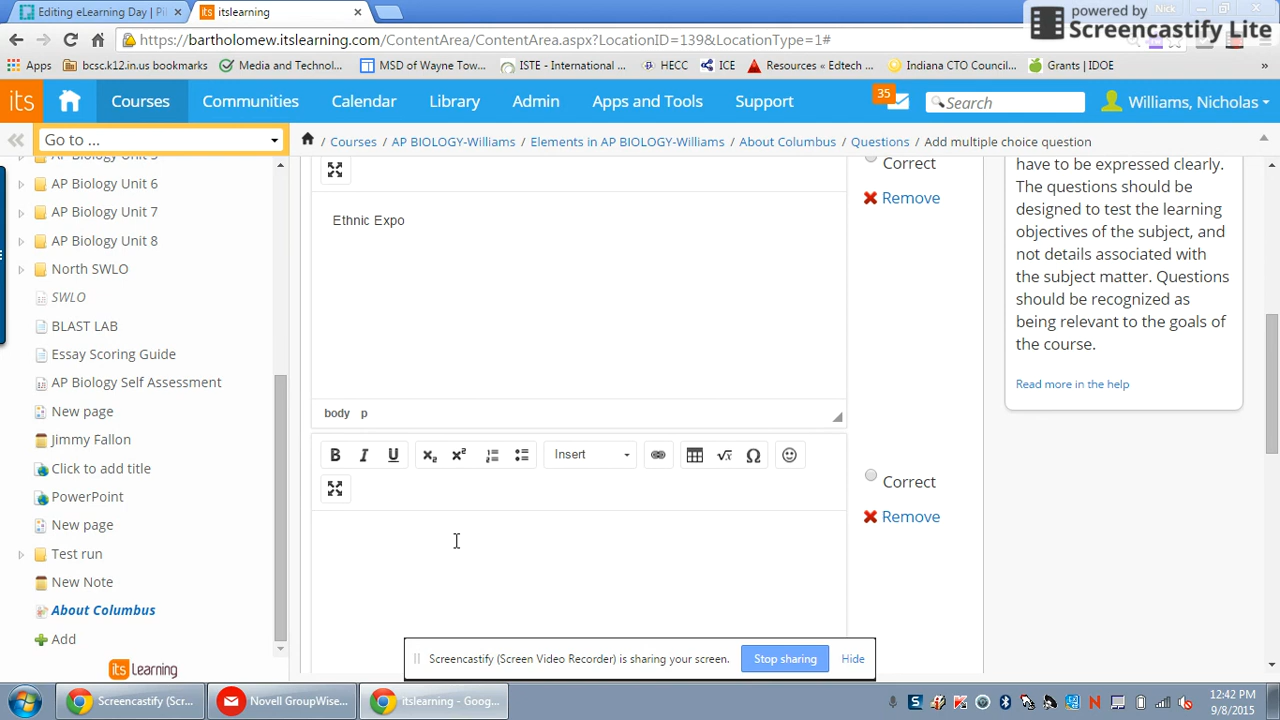 Editing eLearning Day | Pi
itslearning
Nick
powered by
Screencastify Lite
https://bartholomew.itslearning.com/
spx?LocationID=139&LocationType=1#
Apps
bcsc.k12.in.us bookmarks
Media and Technol...
MSD of Wayne Tow...
ISTE - International...
HECC
ICE
Resources « Edtech ...
Indiana CTO Council...
Grants | IDOE
»
its
Courses
Communities
Calendar
Library
Admin
Apps and Tools
Support
35
Search
Williams, Nicholas
Go to ...
/ Courses / AP BIOLOGY-Williams / Elements in AP BIOLOGY-Williams / About Columbus / Questions / Add multiple choice question
AP Biology Unit 5
AP Biology Unit 6
AP Biology Unit 7
AP Biology Unit 8
North SWLO
SWLO
BLAST LAB
Essay Scoring Guide
AP Biology Self Assessment
New page
Jimmy Fallon
Click to add title
PowerPoint
New page
Test run
New Note
About Columbus
Add
itsLearning
Correct
Remove
Ethnic Expo
body p
B I U x₂ x² Insert √x Ω
Correct
Remove
have to be expressed clearly.
The questions should be
designed to test the learning
objectives of the subject, and
not details associated with
the subject matter. Questions
should be recognized as
being relevant to the goals of
the course.
Read more in the help
Screencastify (Screen Video Recorder) is sharing your screen.
Stop sharing
Hide
Screencastify (Scr...
Novell GroupWise...
itslearning - Goog...
12:42 PM
9/8/2015